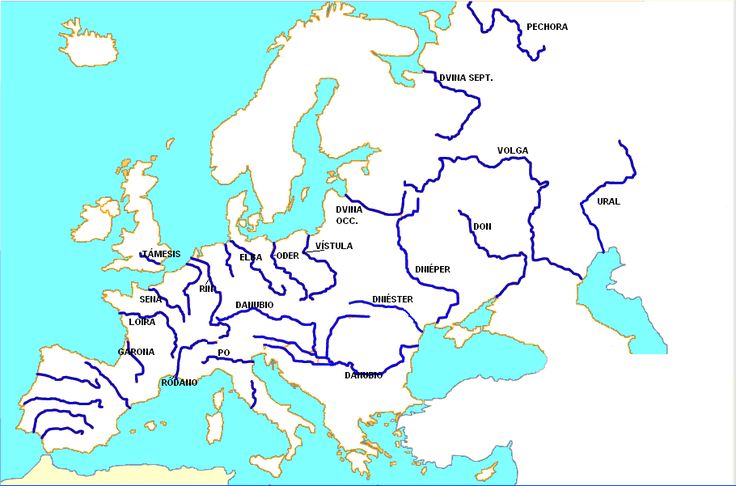 PECHORA
DVINA SEPT.
VOLGA
URAL
DVINA
OCC.
DON
VÍSTULA
TÁMESIS
ELBA
ODER
DNIÉPER
RIN
SENA
DANUBIO
DNIÉSTER
LOIRA
GARONA
PO
RÓDANO
DANUBIO